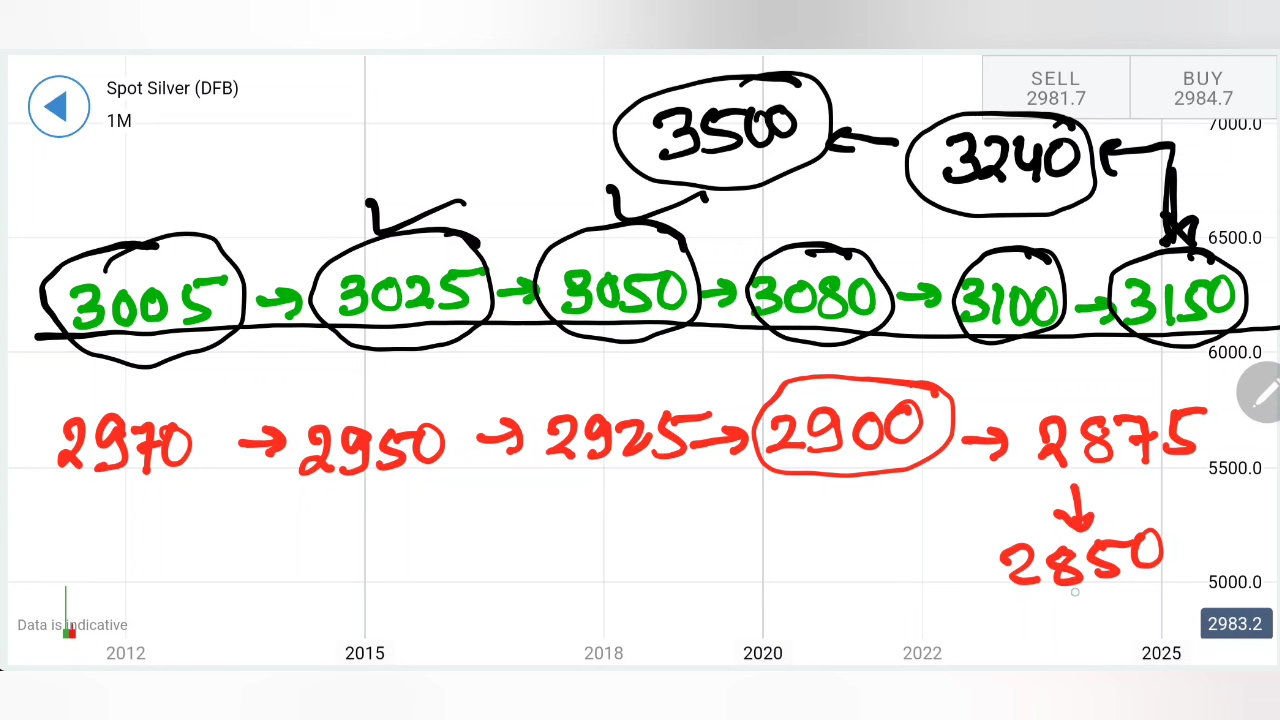 Spot Silver (DFB)
1M
SELL
2981.7
BUY
2984.7
7000.0
3500 ← 3240 ←
6500.0
3005 → 3025 → 3050 → 3080 → 3100 → 3150
6000.0
2970 → 2950 → 2925 → 2900 → 2875
5500.0
↓
2850
5000.0
Data is indicative
2983.2
2012 2015 2018 2020 2022 2025